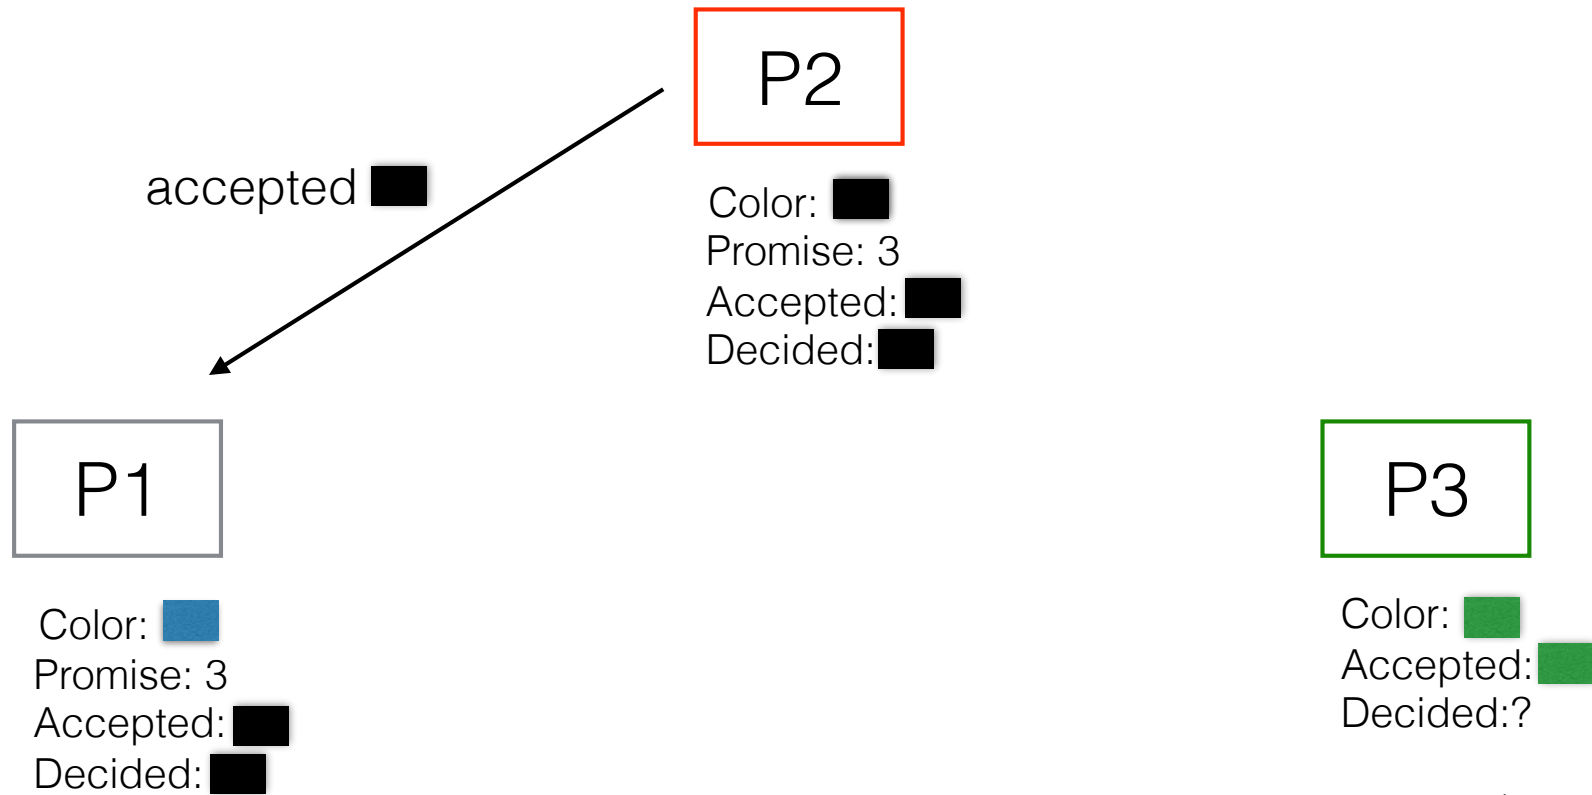 P2
accepted
Color:
Promise: 3
Accepted:
Decided:
P1
Color:
Promise: 3
Accepted:
Decided:
P3
Color:
Accepted:
Decided:?